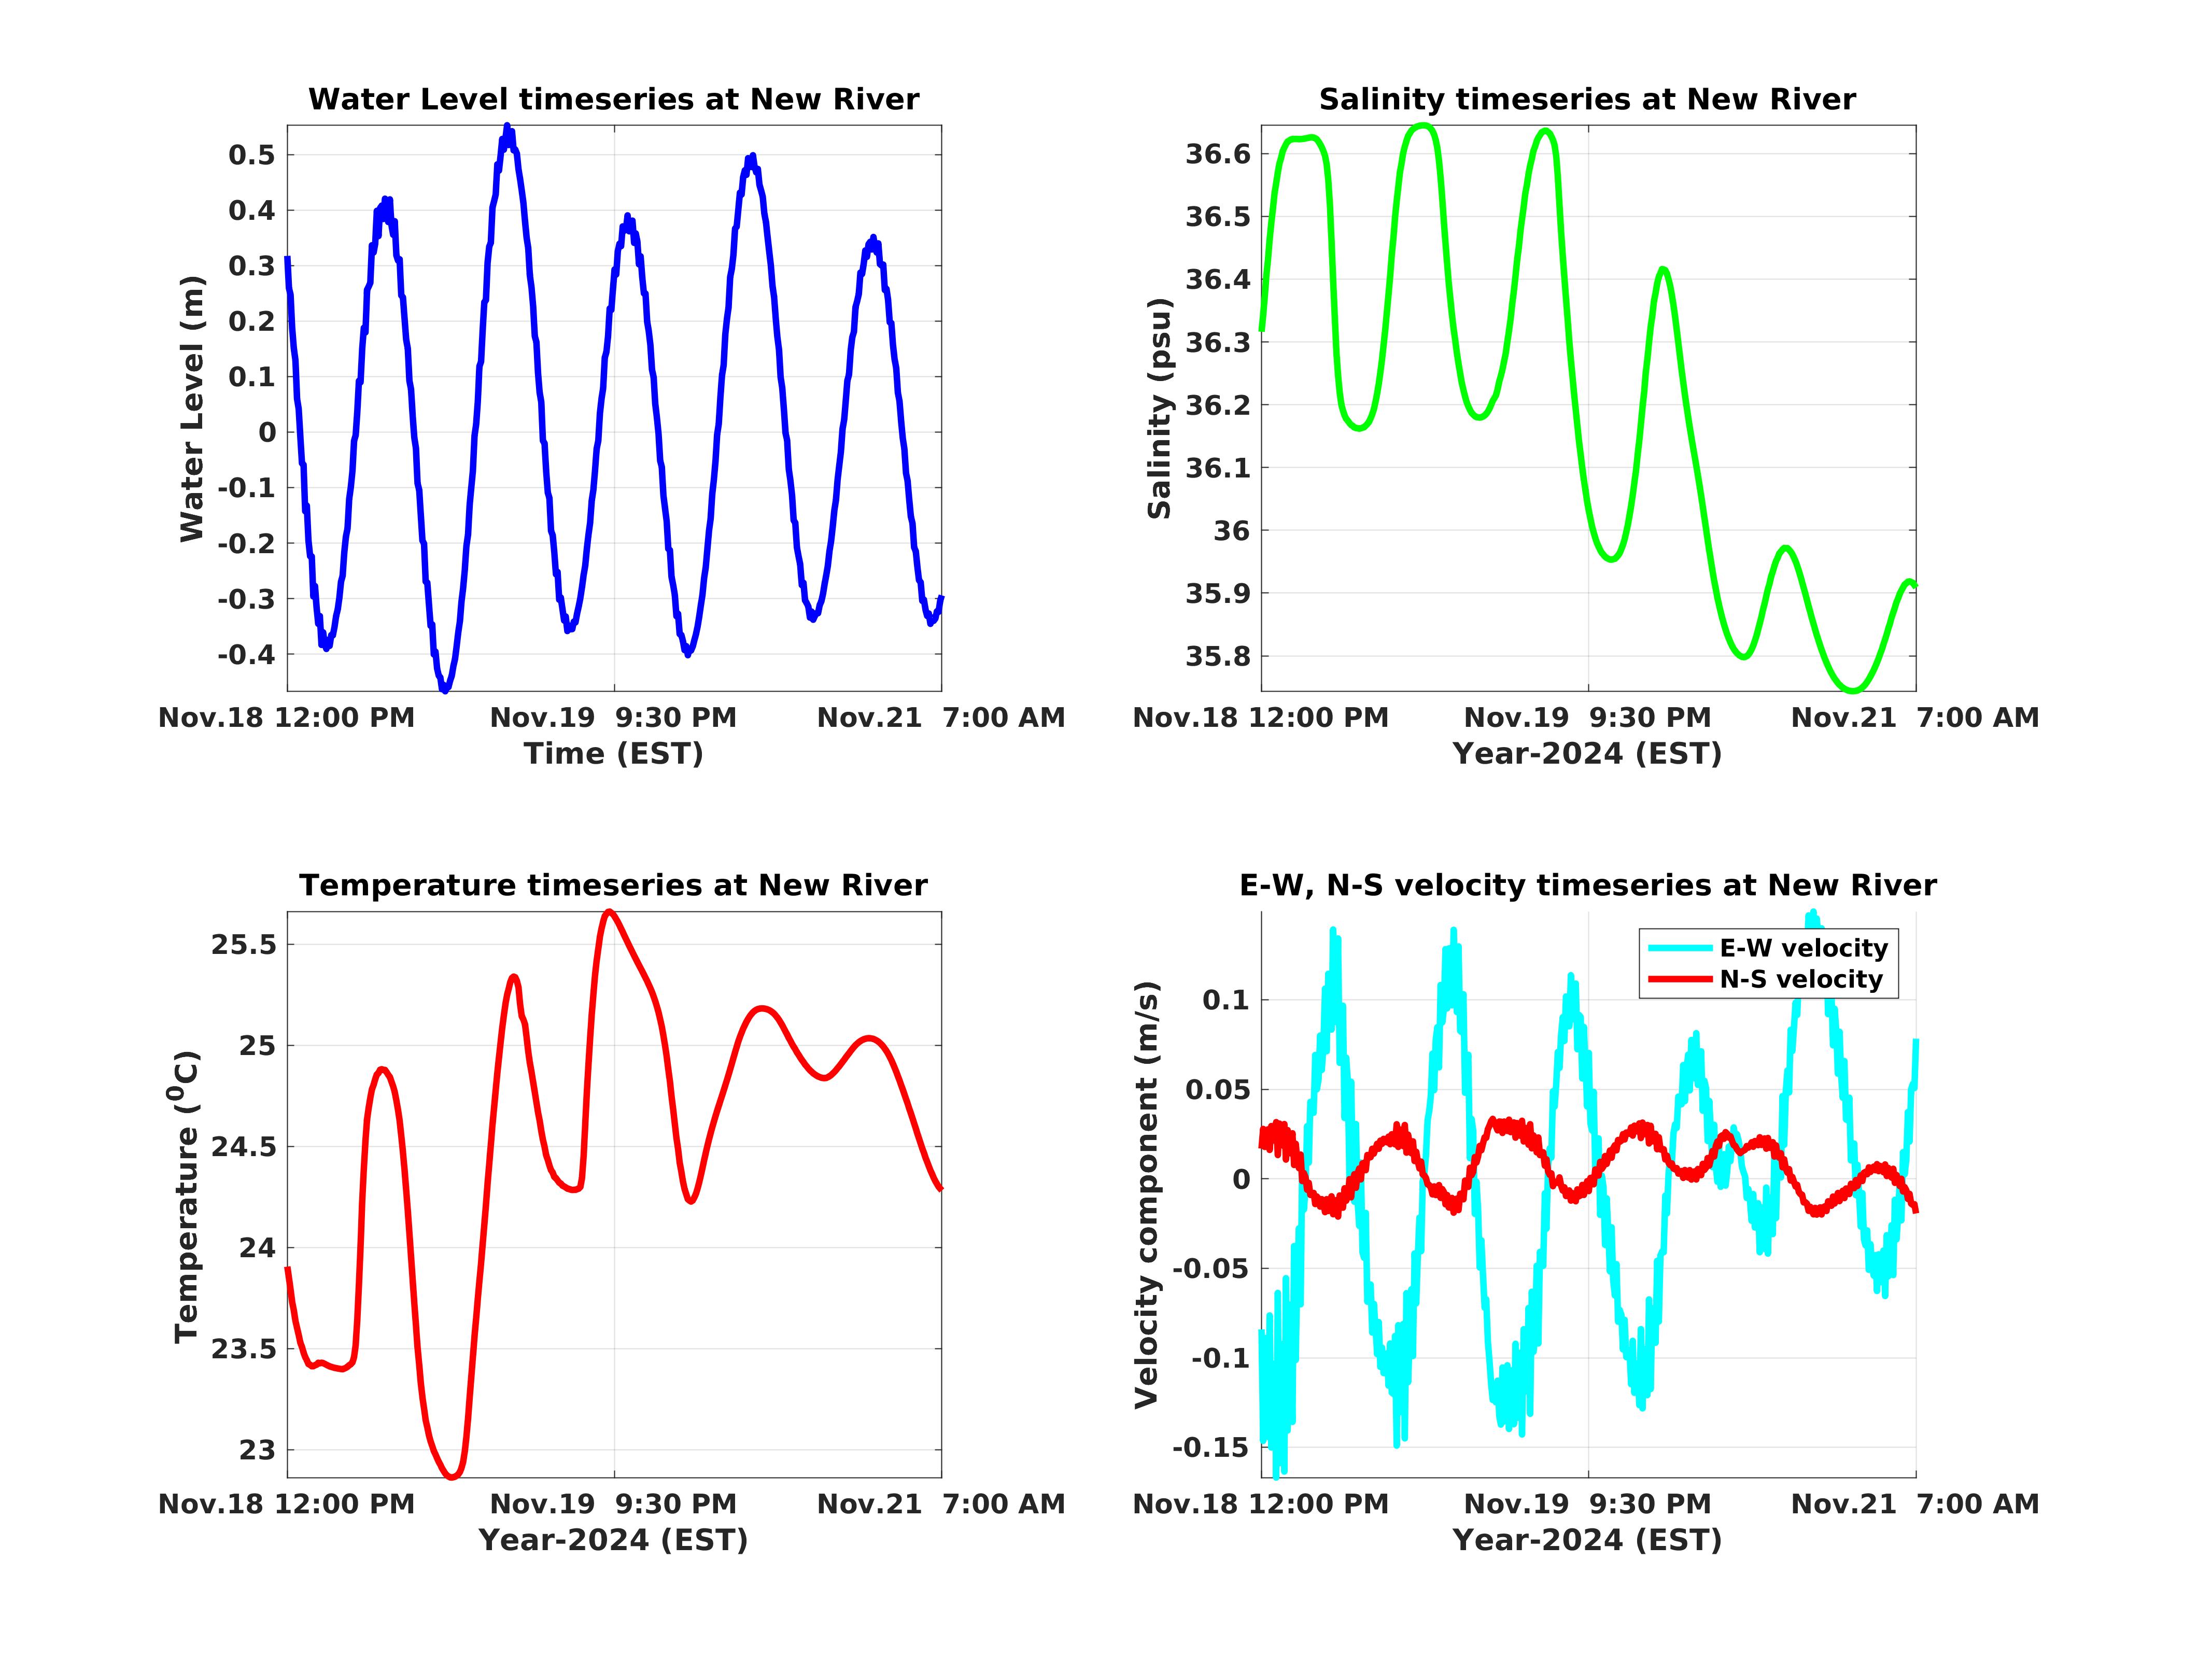 Water Level timeseries at New River
Water Level (m)
0.5
0.4
0.3
0.2
0.1
0
-0.1
-0.2
-0.3
-0.4
Nov.18 12:00 PM
Nov.19  9:30 PM
Nov.21  7:00 AM
Time (EST)
Salinity timeseries at New River
Salinity (psu)
36.6
36.5
36.4
36.3
36.2
36.1
36
35.9
35.8
Nov.18 12:00 PM
Nov.19  9:30 PM
Nov.21  7:00 AM
Year-2024 (EST)
Temperature timeseries at New River
Temperature (⁰C)
25.5
25
24.5
24
23.5
23
Nov.18 12:00 PM
Nov.19  9:30 PM
Nov.21  7:00 AM
Year-2024 (EST)
E-W, N-S velocity timeseries at New River
Velocity component (m/s)
E-W velocity
N-S velocity
0.1
0.05
0
-0.05
-0.1
-0.15
Nov.18 12:00 PM
Nov.19  9:30 PM
Nov.21  7:00 AM
Year-2024 (EST)